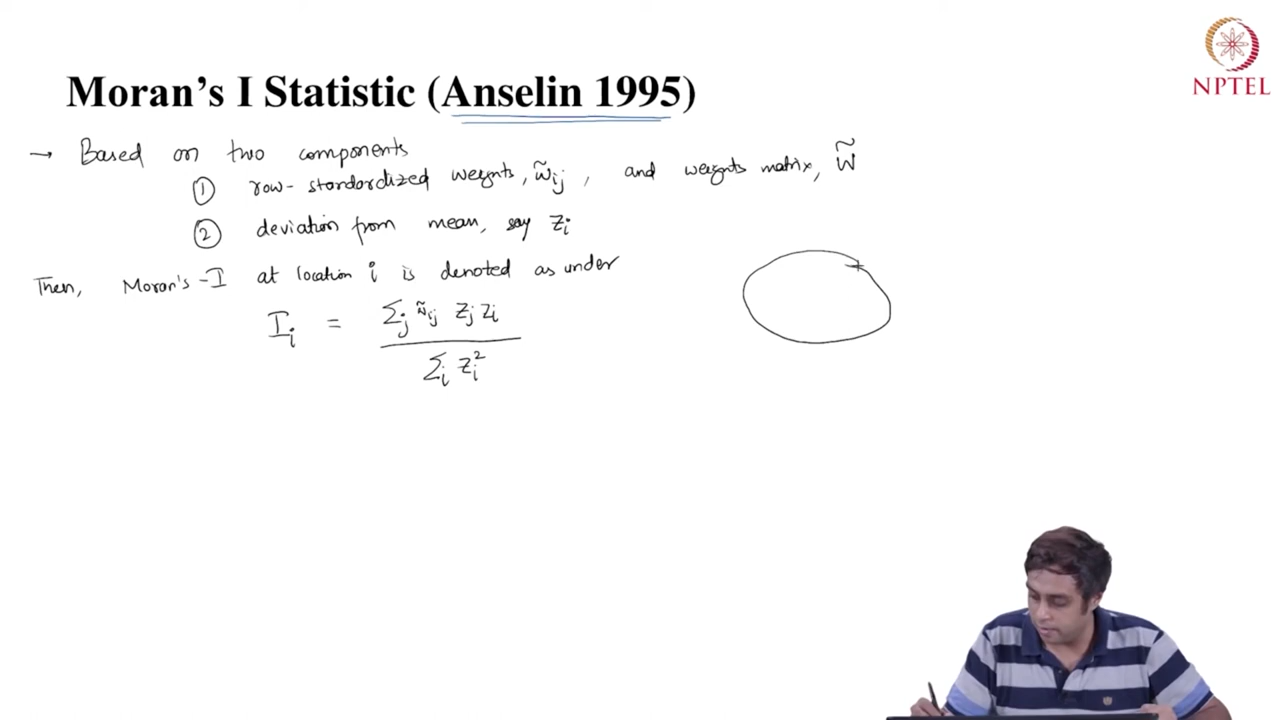 NPTEL
Moran's I Statistic (Anselin 1995)
→ Based on two components
① row-standardized weights, w̃ij, and weights matrix, W̃
② deviation from mean, say zi
Then, Moran's-I at location i is denoted as under
Ii = Σj w̃ij zj zi / Σi zi²